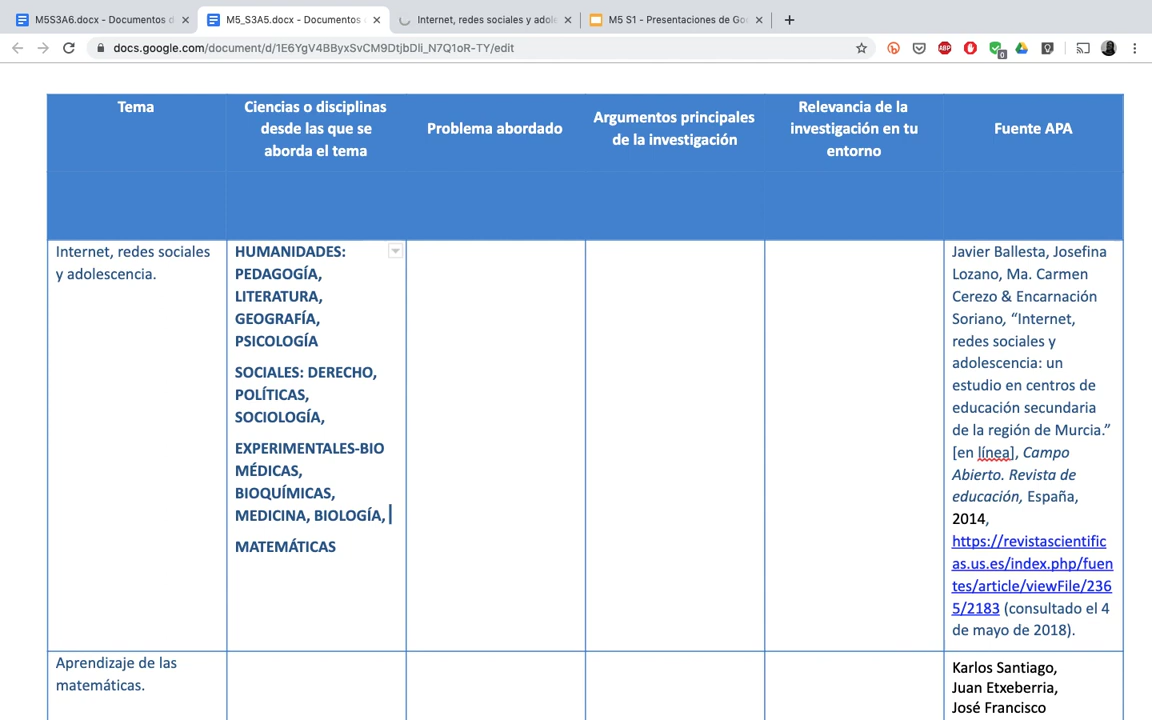 M5S3A6.docx - Documentos d
M5_S3A5.docx - Documentos
Internet, redes sociales y adole
M5 S1 - Presentaciones de Go
docs.google.com/document/d/1E6YgV4BByxSvCM9DtjbDli_N7Q1oR-TY/edit
ABP
0
Tema
Ciencias o disciplinas
desde las que se
aborda el tema
Problema abordado
Argumentos principales
de la investigación
Relevancia de la
investigación en tu
entorno
Fuente APA
Internet, redes sociales
y adolescencia.
HUMANIDADES:
PEDAGOGÍA,
LITERATURA,
GEOGRAFÍA,
PSICOLOGÍA
SOCIALES: DERECHO,
POLÍTICAS,
SOCIOLOGÍA,
EXPERIMENTALES-BIO
MÉDICAS,
BIOQUÍMICAS,
MEDICINA, BIOLOGÍA,
MATEMÁTICAS
Javier Ballesta, Josefina
Lozano, Ma. Carmen
Cerezo & Encarnación
Soriano, “Internet,
redes sociales y
adolescencia: un
estudio en centros de
educación secundaria
de la región de Murcia.”
[en línea], Campo
Abierto. Revista de
educación, España,
2014,
https://revistascientific
as.us.es/index.php/fuen
tes/article/viewFile/236
5/2183 (consultado el 4
de mayo de 2018).
Aprendizaje de las
matemáticas.
Karlos Santiago,
Juan Etxeberria,
José Francisco